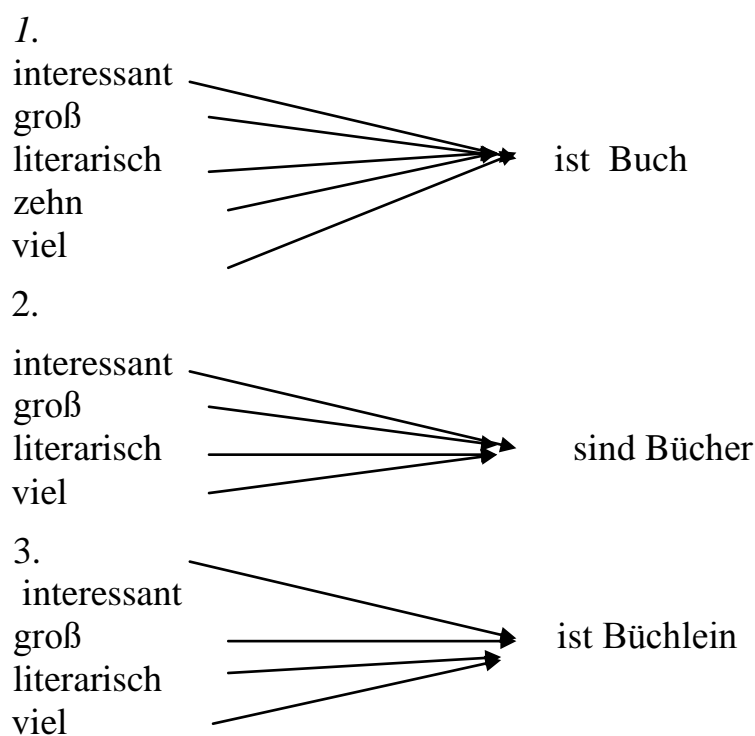 1.
interessant
groß
literarisch
ist Buch
zehn
viel
2.
interessant
groß
literarisch
sind Bücher
viel
3.
interessant
groß
ist Büchlein
literarisch
viel